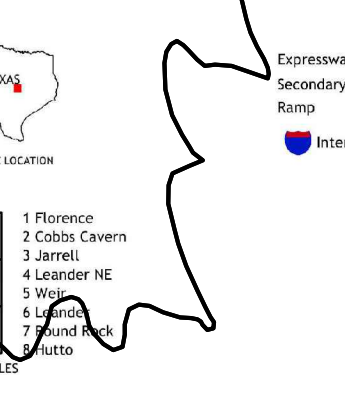 Expresswa
Secondary
Ramp
XAS
Inter
LOCATION
1 Florence
2 Cobbs Cavern
3 Jarrell
4 Leander NE
5 Weir
6 Leander
7 Round Rock
8 Hutto
LES